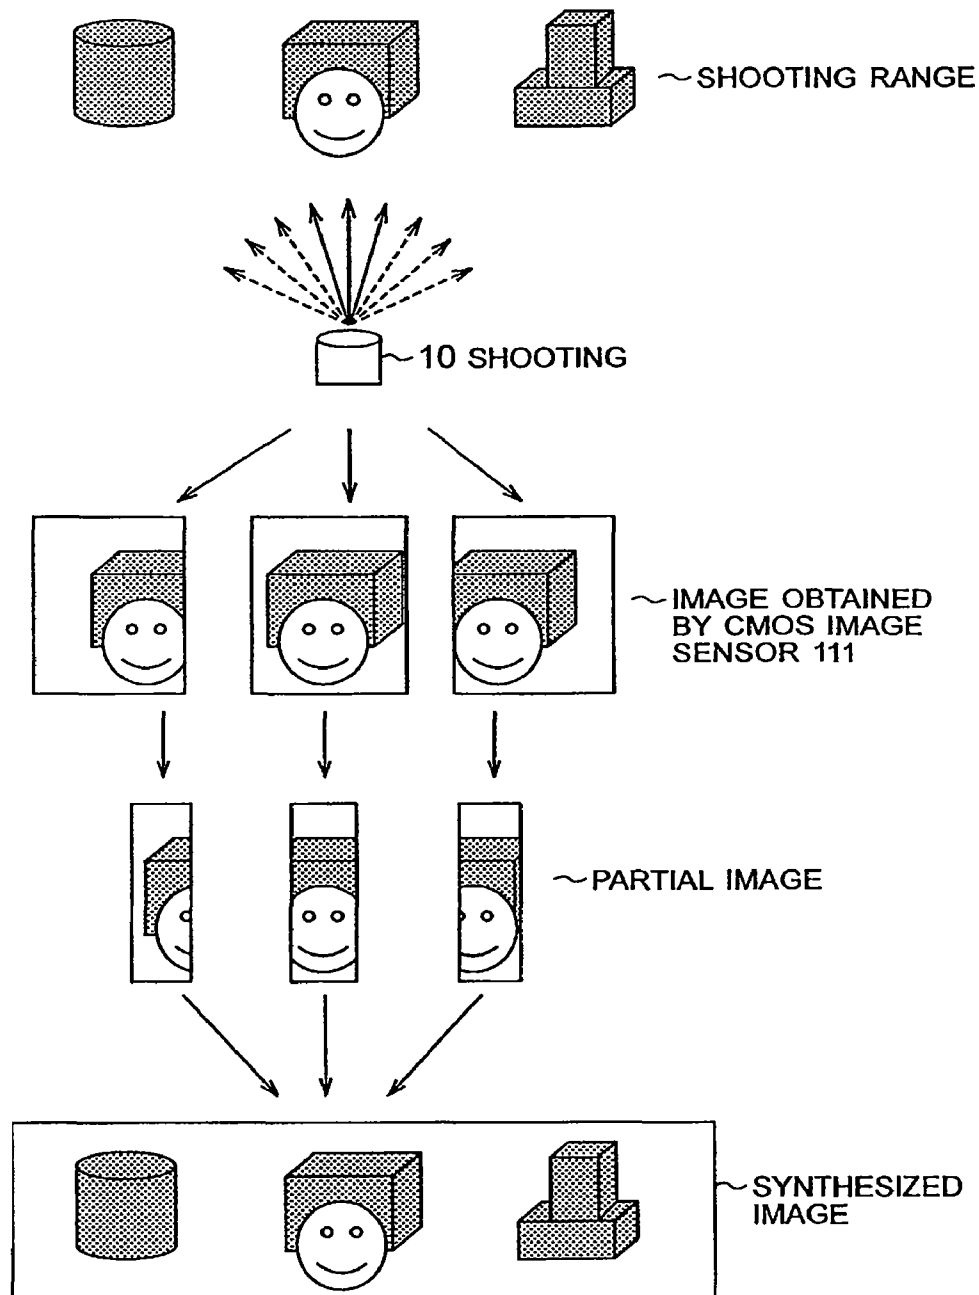 SHOOTING RANGE
10 SHOOTING
IMAGE OBTAINED
BY CMOS IMAGE
SENSOR 111
PARTIAL IMAGE
SYNTHESIZED
IMAGE